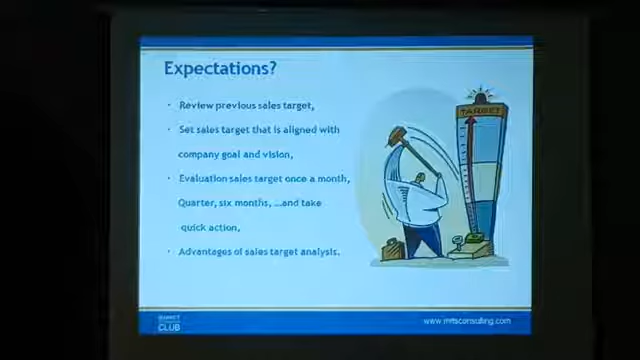 Expectations?
· Review previous sales target,
· Set sales target that is aligned with
company goal and vision,
· Evaluation sales target once a month,
Quarter, six months, ...and take
quick action,
· Advantages of sales target analysis.
TARGET
CLUB
www.mitsconsulting.com